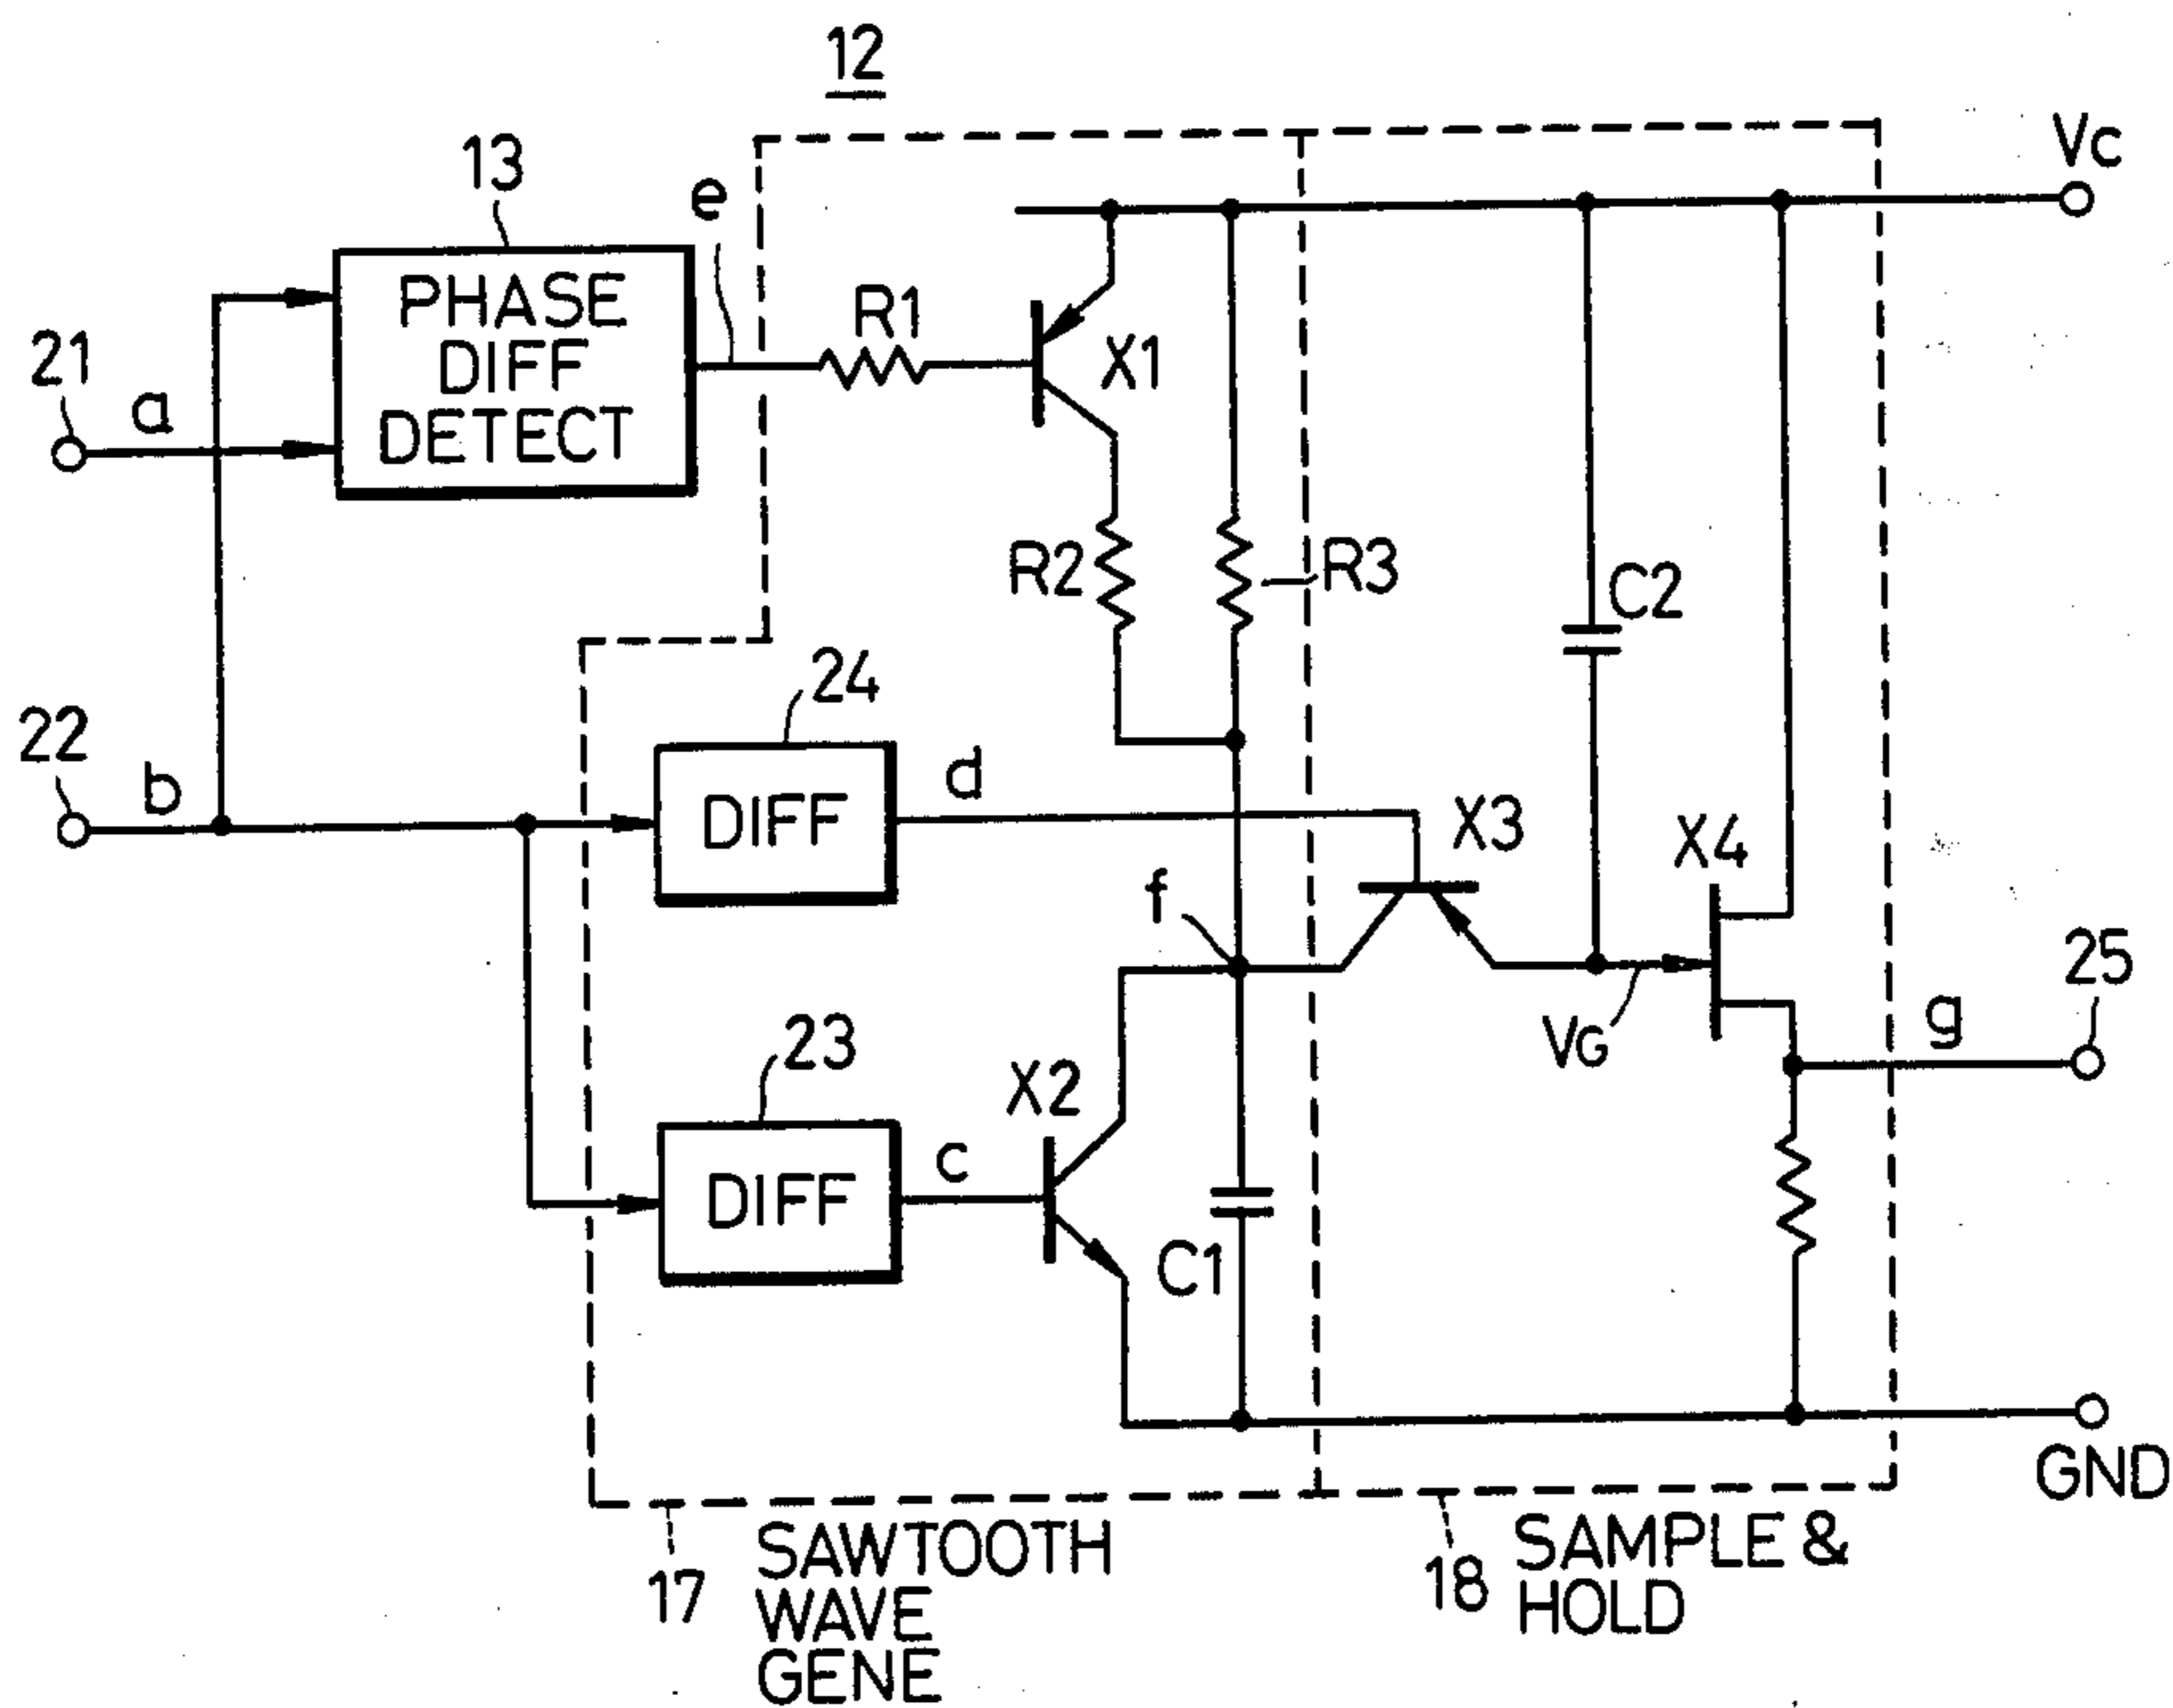 12
13
e
Vc
PHASE
DIFF
DETECT
R1
X1
21
a
R2
R3
C2
24
22
b
DIFF
d
X3
X4
f
25
VG
g
23
X2
DIFF
c
C1
GND
17
SAWTOOTH
WAVE
GENE
18
SAMPLE &
HOLD